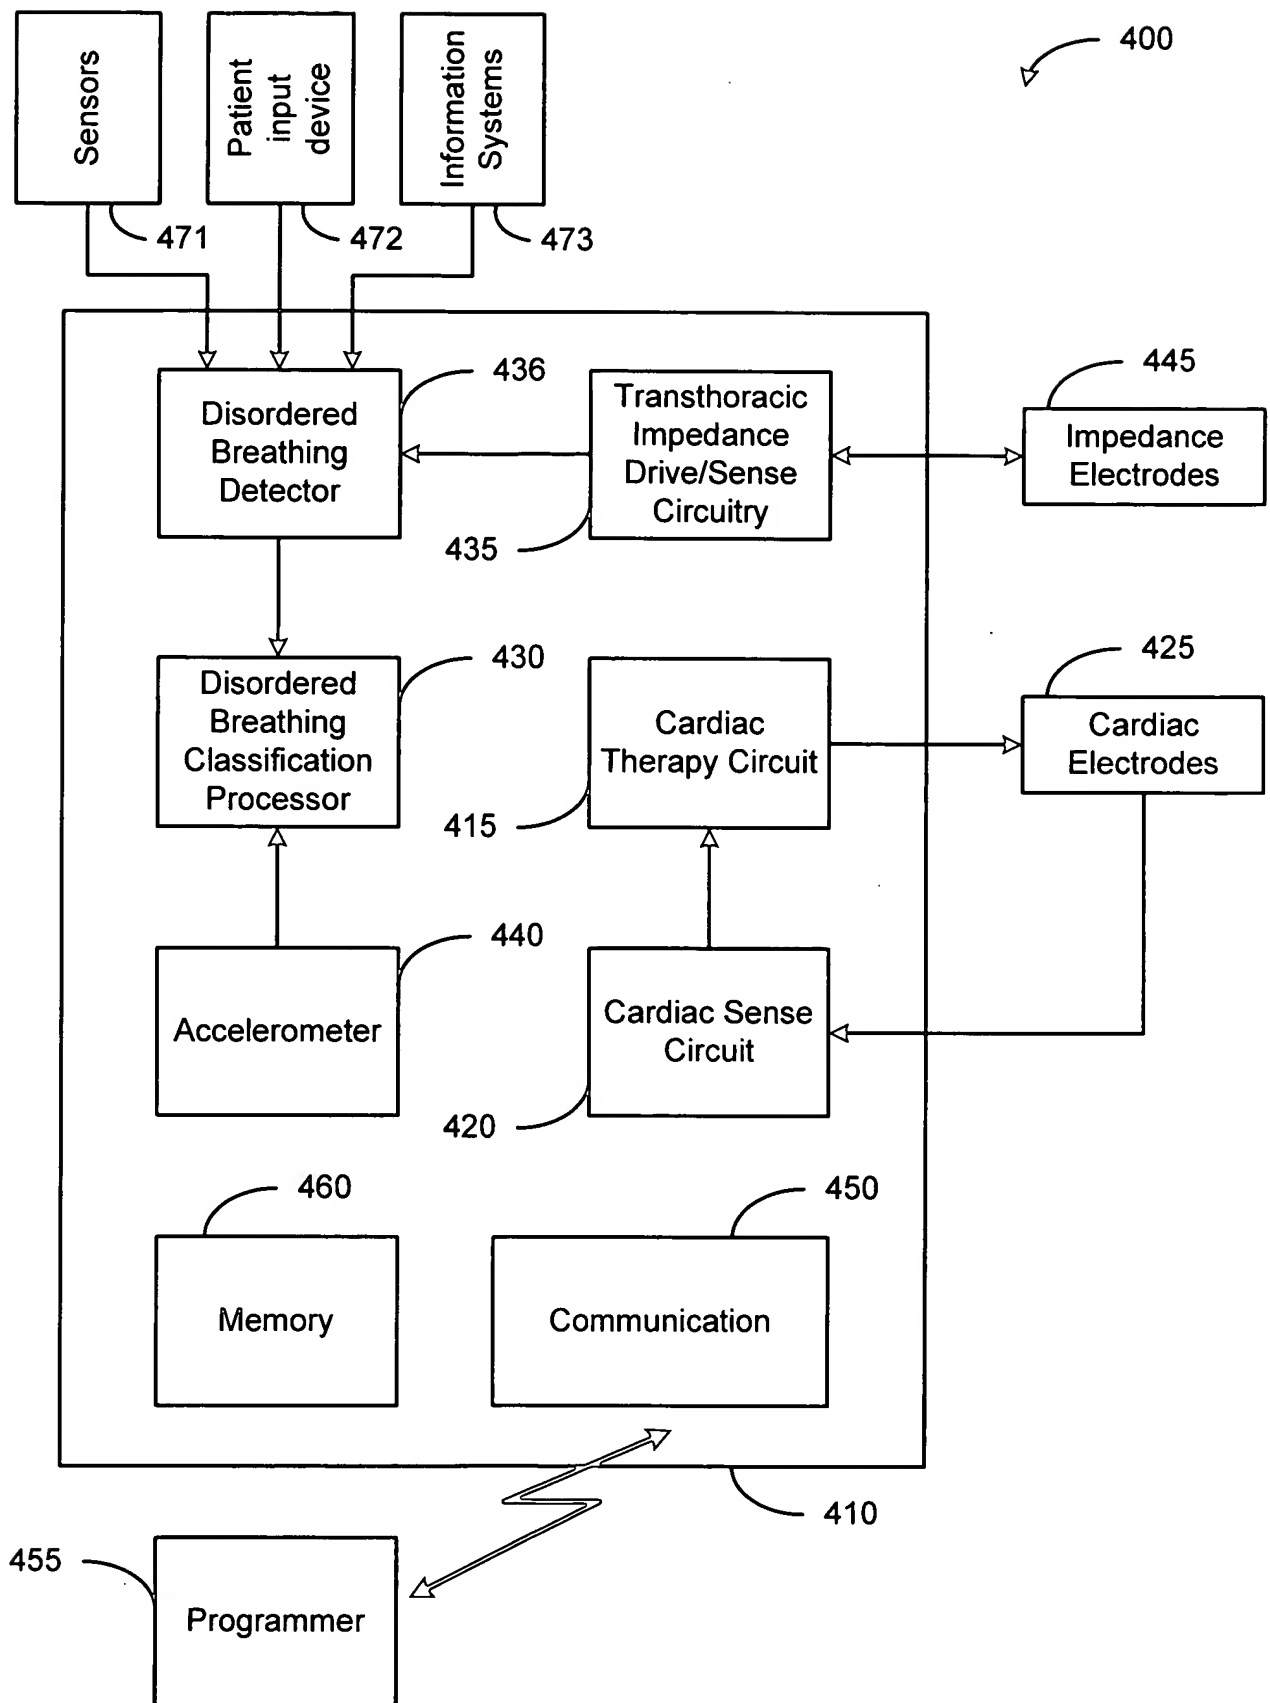 Sensors
Patient
input
device
Information
Systems
400
471
472
473
436
445
Disordered
Breathing
Detector
Transthoracic
Impedance
Drive/Sense
Circuitry
Impedance
Electrodes
435
430
425
Disordered
Breathing
Classification
Processor
Cardiac
Therapy Circuit
Cardiac
Electrodes
415
440
Accelerometer
Cardiac Sense
Circuit
420
460
450
Memory
Communication
410
455
Programmer